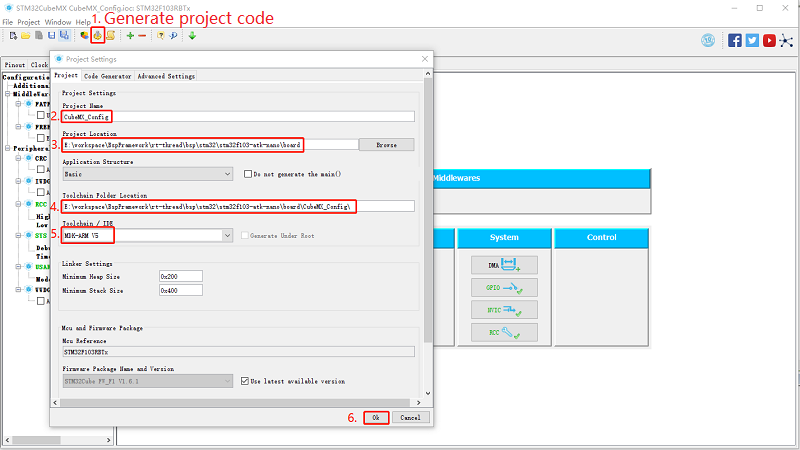 STM32CubeMX CubeMX_Config.ioc: STM32F103RBTx
File Project Window Help
1. Generate project code
Pinout Clock
Configuration
Additional
MiddleWare
FATF
FREE
Peripheral
CRC
IWDG
RCC
High
Low
SYS
Debu
Time
USAR
Mode
WWDG
Project Settings
Project Code Generator Advanced Settings
Project Settings
Project Name
2. CubeMX_Config
Project Location
3. E:\workspace\BspFramework\rt-thread\bsp\stm32\stm32f103-atk-nano\board Browse
Application Structure
Basic Do not generate the main()
Toolchain Folder Location
4. E:\workspace\BspFramework\rt-thread\bsp\stm32\stm32f103-atk-nano\board\CubeMX_Config\
Toolchain / IDE
5. MDK-ARM V5 Generate Under Root
Linker Settings
Minimum Heap Size 0x200
Minimum Stack Size 0x400
Mcu and Firmware Package
Mcu Reference
STM32F103RBTx
Firmware Package Name and Version
STM32Cube FW_F1 V1.6.1 Use latest available version
6. Ok Cancel
Middlewares
System Control
DMA
GPIO
NVIC
RCC